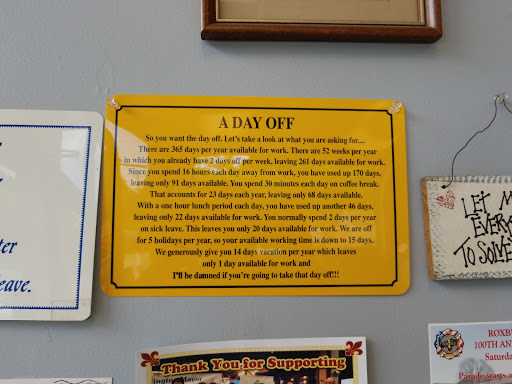 A DAY OFF
So you want the day off. Let's take a look at what you are asking for....
There are 365 days per year available for work. There are 52 weeks per year
in which you already have 2 days off per week, leaving 261 days available for work.
Since you spend 16 hours each day away from work, you have used up 170 days,
leaving only 91 days available. You spend 30 minutes each day on coffee break.
That accounts for 23 days each year, leaving only 68 days available.
With a one hour lunch period each day, you have used up another 46 days,
leaving only 22 days available for work. You normally spend 2 days per year
on sick leave. This leaves you only 20 days available for work. We are off
for 5 holidays per year, so your available working time is down to 15 days.
We generously give you 14 days vacation per year which leaves
only 1 day available for work and
I'll be damned if you're going to take that day off!!!
eave.
LET M
EVERY
TO SOLVE
Thank You for Supporting
ROXBU
100TH AN
Saturda
Parade starts a